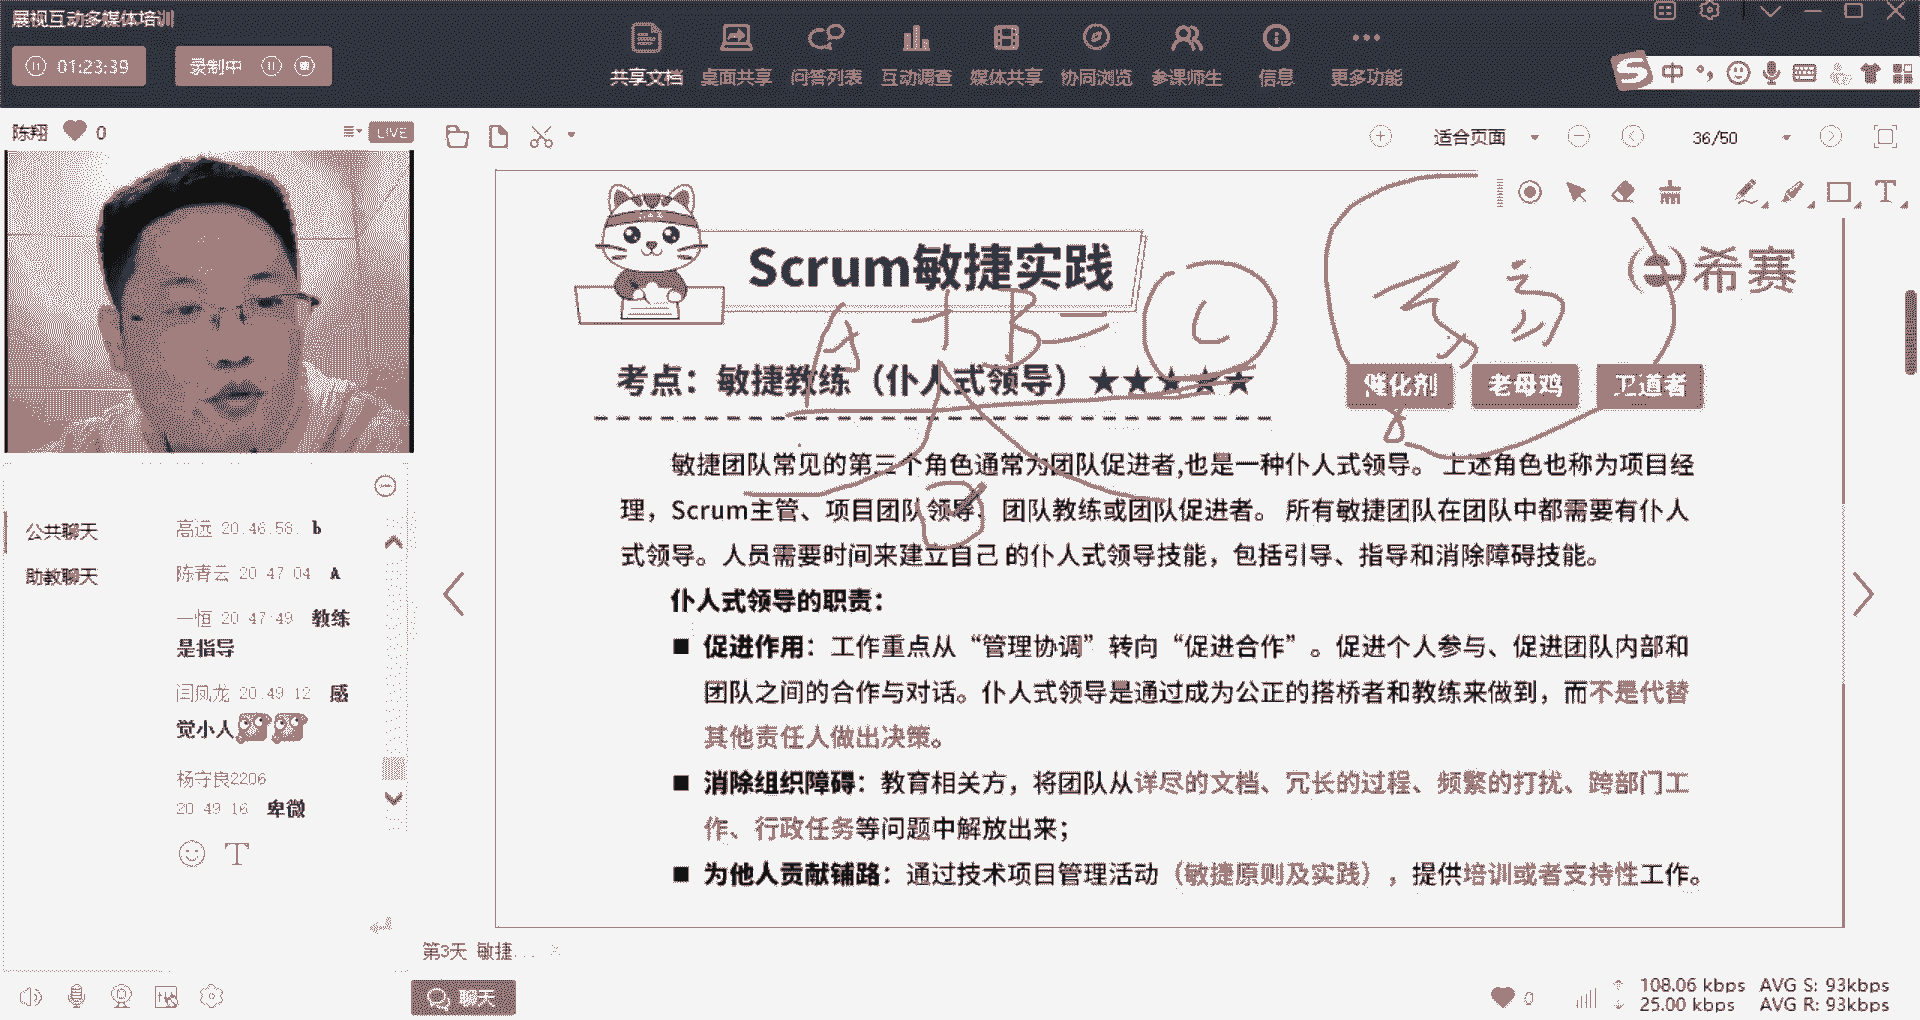 展视互动多媒体培训
01:23:39
录制中
共享文档 桌面共享 问答列表 互动调查 媒体共享 协同浏览 参课师生 信息 更多功能
中
陈翔 0
LIVE
适合页面
36/50
公共聊天
助教聊天
高远 20:46:58 b
陈青云 20:47:04 A
一恒 20:47:49 教练
是指导
闫凤龙 20:49:12 感
觉小人
杨守良2206
20:49:16 卑微
Scrum敏捷实践
希赛
A + B = C
考点：敏捷教练（仆人式领导）★★★★★
催化剂 老母鸡 卫道者
敏捷团队常见的第三个角色通常为团队促进者,也是一种仆人式领导。 上述角色也称为项目经
理，Scrum主管、项目团队领导、团队教练或团队促进者。 所有敏捷团队在团队中都需要有仆人
式领导。人员需要时间来建立自己 的仆人式领导技能，包括引导、指导和消除障碍技能。
仆人式领导的职责：
■ 促进作用：工作重点从“管理协调”转向“促进合作”。促进个人参与、促进团队内部和
团队之间的合作与对话。仆人式领导是通过成为公正的搭桥者和教练来做到，而不是代替
其他责任人做出决策。
■ 消除组织障碍：教育相关方，将团队从详尽的文档、冗长的过程、频繁的打扰、跨部门工
作、行政任务等问题中解放出来；
■ 为他人贡献铺路：通过技术项目管理活动（敏捷原则及实践），提供培训或者支持性工作。
第3天 敏捷...
聊天
0
108.06 kbps AVG S: 93kbps
25.00 kbps AVG R: 93kbps